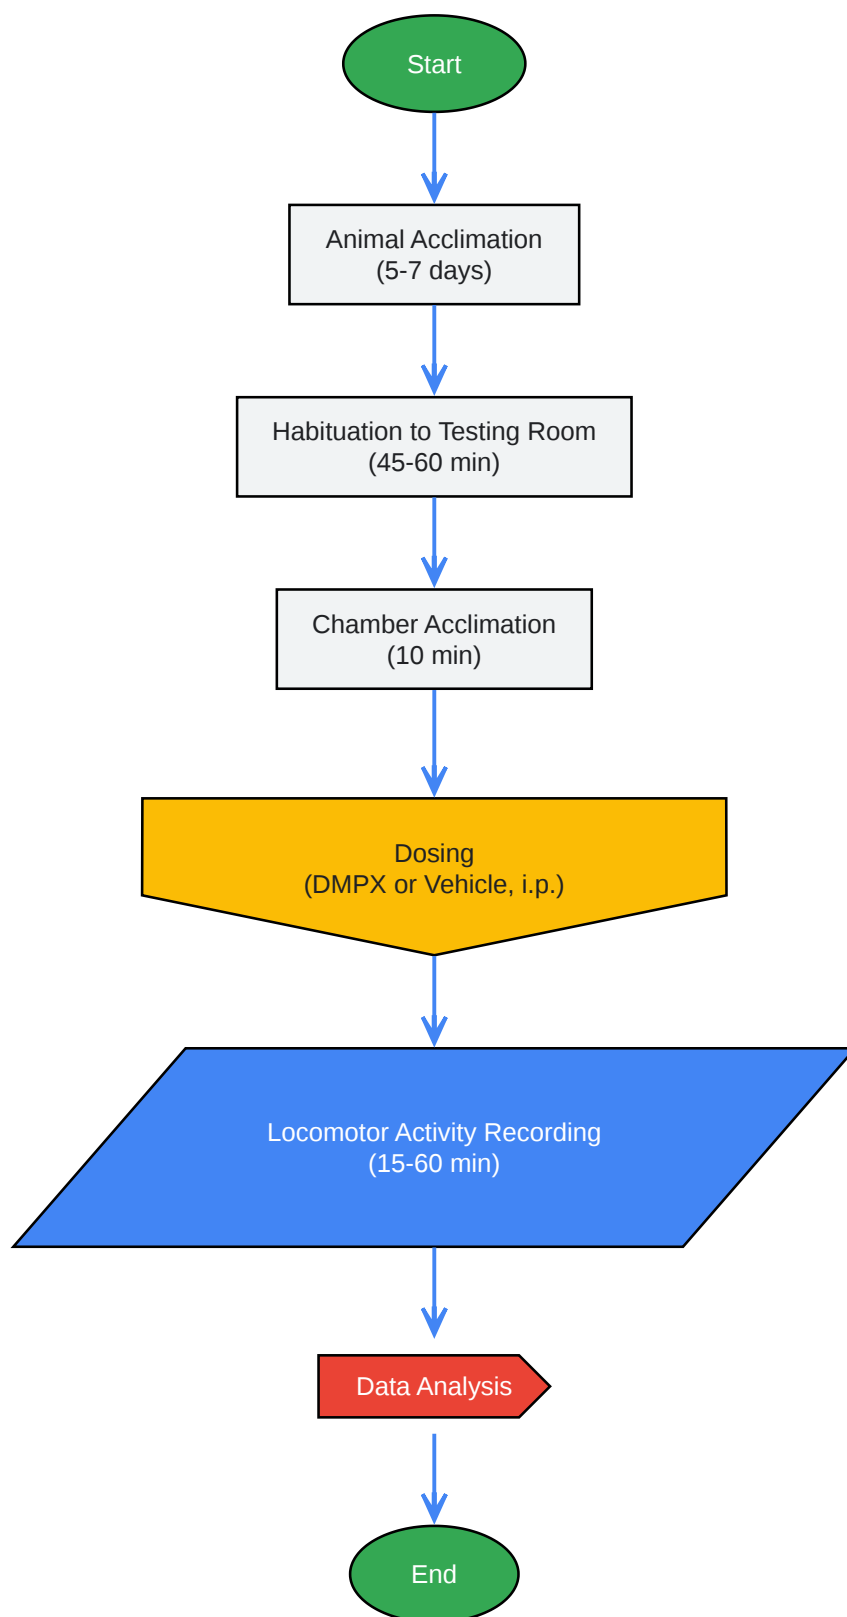 Start
Animal Acclimation
(5-7 days)
Habituation to Testing Room
(45-60 min)
Chamber Acclimation
(10 min)
Dosing
(DMPX or Vehicle, i.p.)
Locomotor Activity Recording
(15-60 min)
Data Analysis
End